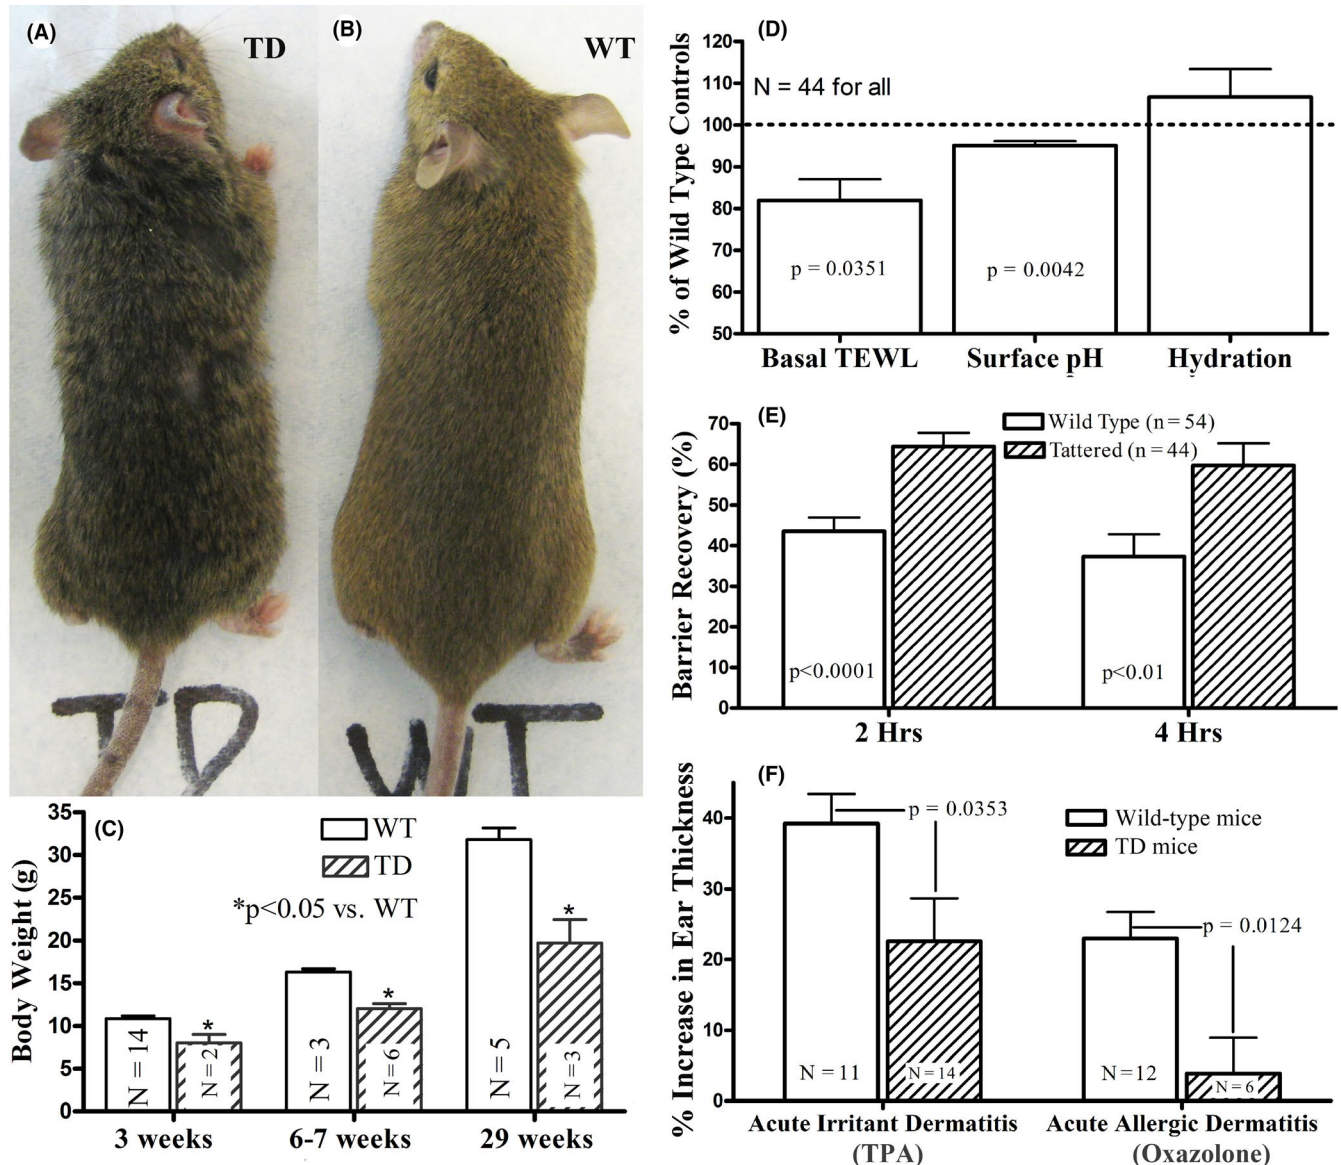 (A)
TD
(B)
WT
TD
WT
(C)
35
30
25
20
15
10
5
0
Body Weight (g)
WT
TD
*p<0.05 vs. WT
*
*
*
N = 14
N = 2
N = 3
N = 6
N = 5
N = 3
3 weeks
6-7 weeks
29 weeks
(D)
120
110
100
90
80
70
60
50
% of Wild Type Controls
N = 44 for all
p = 0.0351
p = 0.0042
Basal TEWL
Surface pH
Hydration
(E)
70
60
50
40
30
20
10
0
Barrier Recovery (%)
Wild Type (n = 54)
Tattered (n = 44)
p<0.0001
p<0.01
2 Hrs
4 Hrs
(F)
40
30
20
10
0
% Increase in Ear Thickness
p = 0.0353
Wild-type mice
TD mice
p = 0.0124
N = 11
N = 14
N = 12
N = 6
Acute Irritant Dermatitis
(TPA)
Acute Allergic Dermatitis
(Oxazolone)